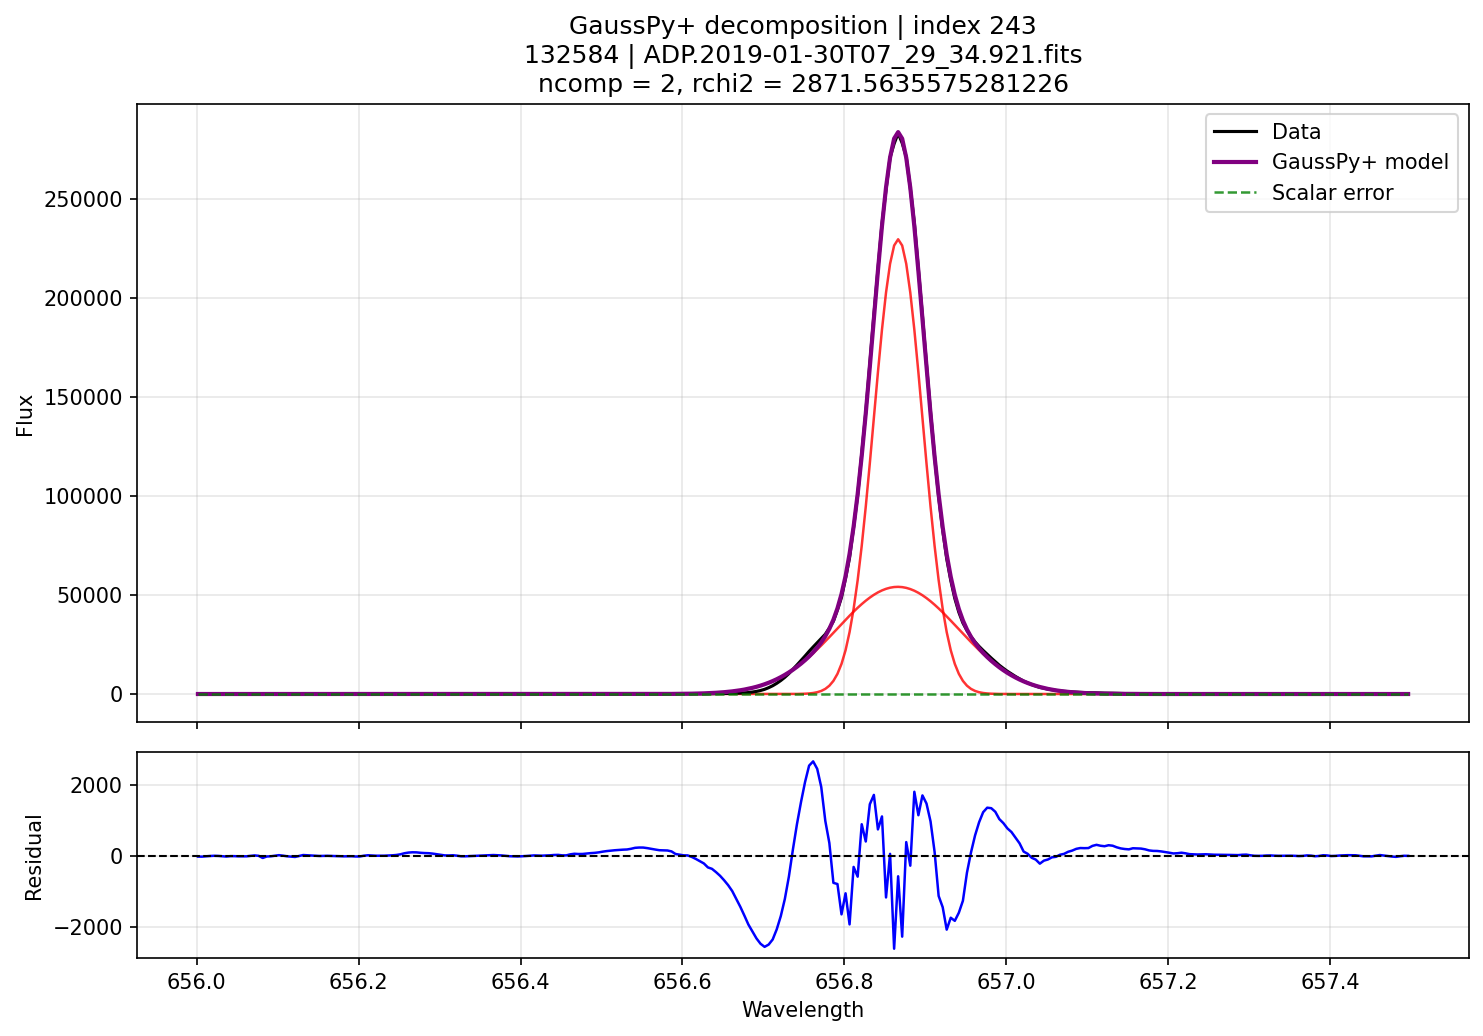 GaussPy+ decomposition | index 243
132584 | ADP.2019-01-30T07_29_34.921.fits
ncomp = 2, rchi2 = 2871.5635575281226
Data
GaussPy+ model
Scalar error
250000
200000
150000
100000
50000
0
Flux
2000
0
−2000
Residual
656.0 656.2 656.4 656.6 656.8 657.0 657.2 657.4
Wavelength